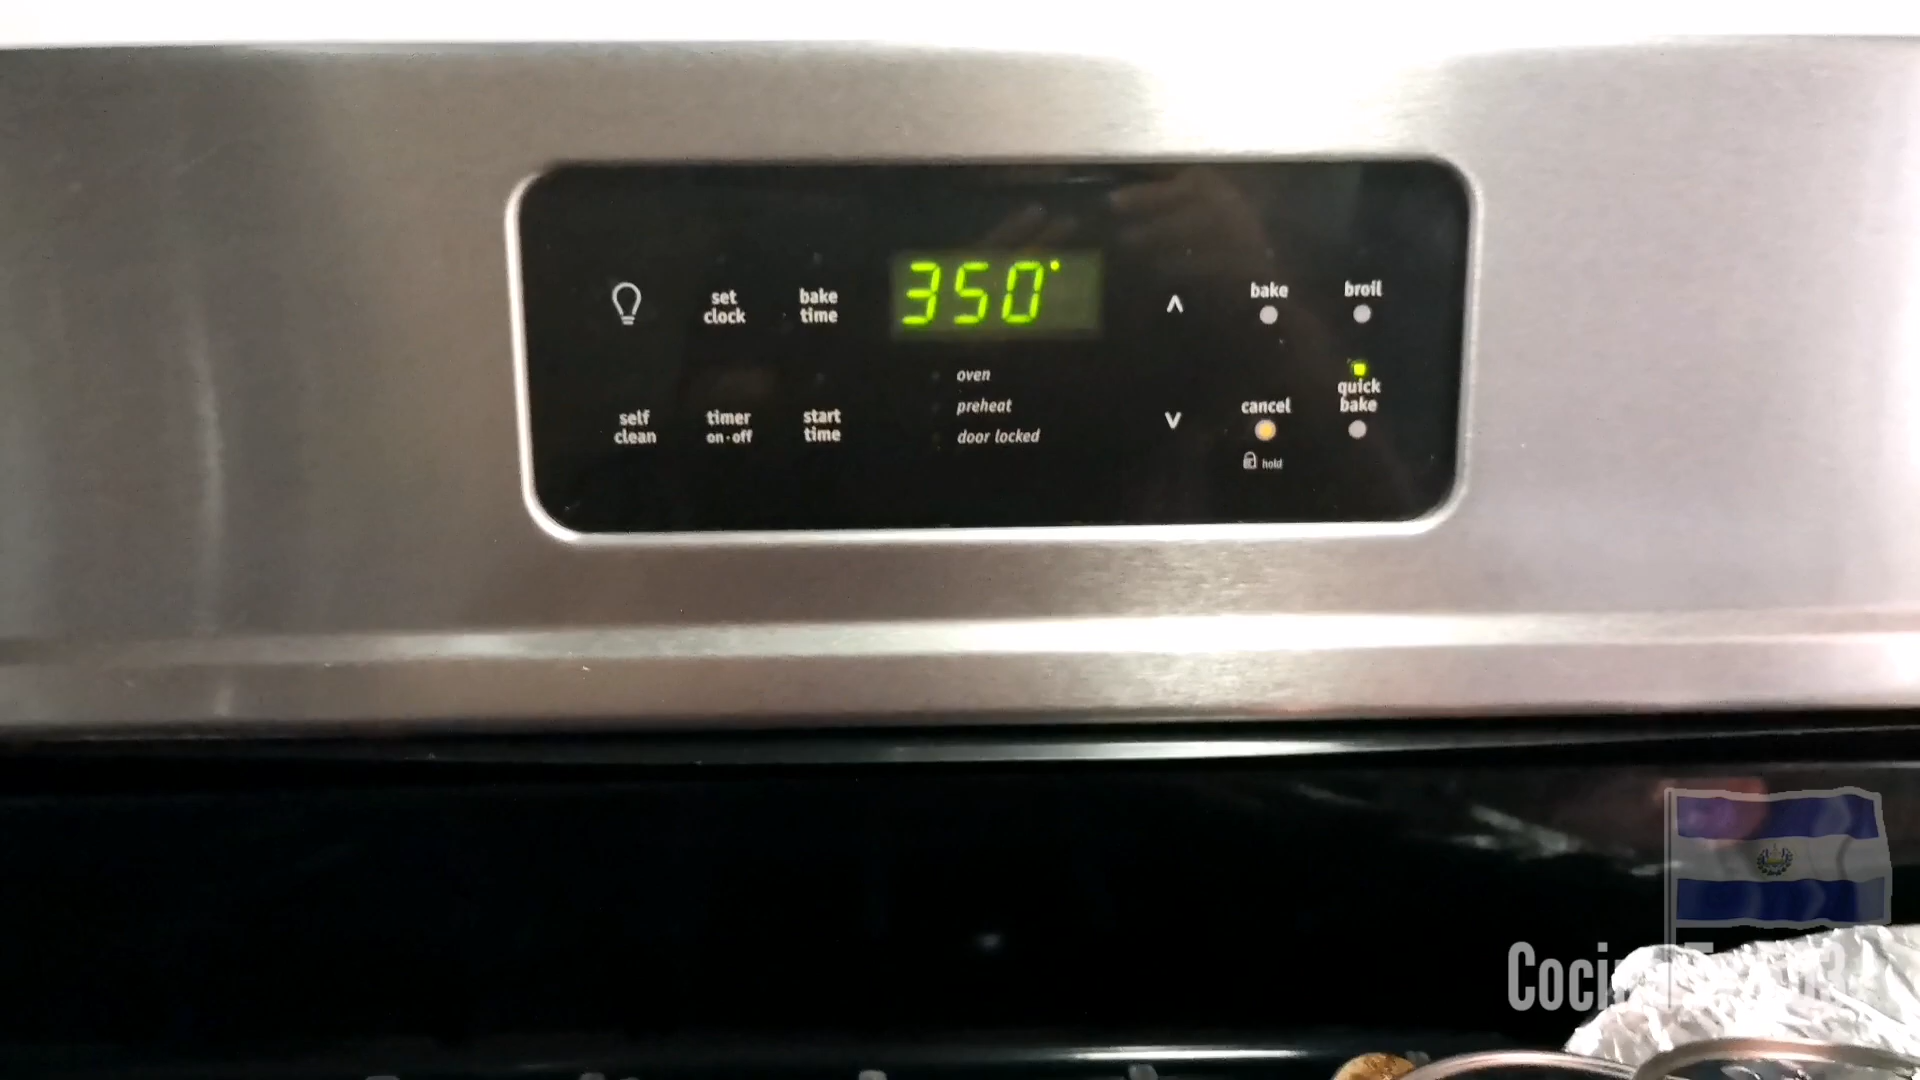 set
clock
bake
time
350°
bake
broil
oven
preheat
door locked
self
clean
timer
on·off
start
time
cancel
hold
quick
bake